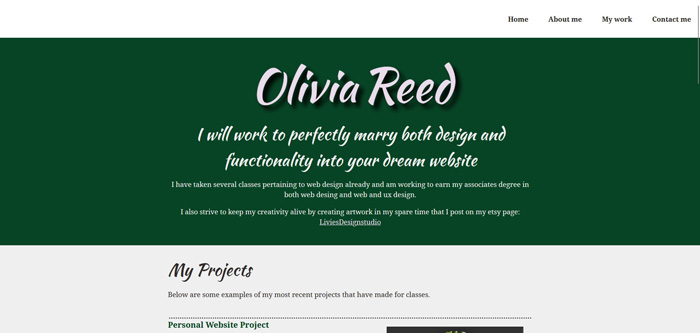 Home About me My work Contact me
Olivia Reed
I will work to perfectly marry both design and
functionality into your dream website
I have taken several classes pertaining to web design already and am working to earn my associates degree in
both web desing and web and ux design.
I also strive to keep my creativity alive by creating artwork in my spare time that I post on my etsy page:
LiviesDesignstudio
My Projects
Below are some examples of my most recent projects that have made for classes.
Personal Website Project